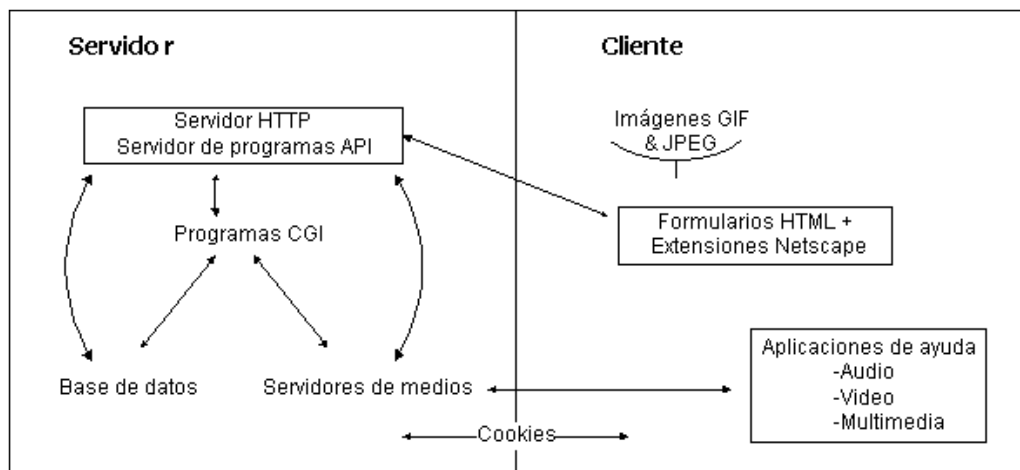 Servido r
Servidor HTTP
Servidor de programas API
Programas CGI
Base de datos
Servidores de medios
Cookies
Cliente
Imágenes GIF
& JPEG
Formularios HTML +
Extensiones Netscape
Aplicaciones de ayuda
-Audio
-Video
-Multimedia